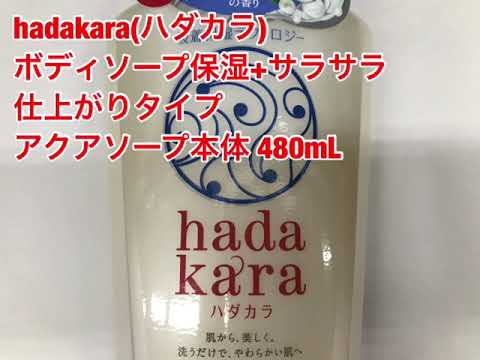 の香り
hadakara(ハダカラ)
ボディソープ保湿+サラサラ
仕上がりタイプ
アクアソープ本体 480mL
hada
kara
ハダカラ
肌から、美しく。
洗うだけで、やわらかい肌へ